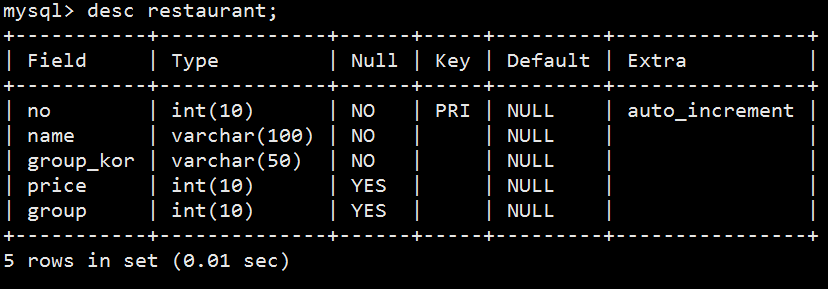 mysql> desc restaurant;
+-----------+--------------+------+-----+---------+----------------+
| Field     | Type         | Null | Key | Default | Extra          |
+-----------+--------------+------+-----+---------+----------------+
| no        | int(10)      | NO   | PRI | NULL    | auto_increment |
| name      | varchar(100) | NO   |     | NULL    |                |
| group_kor | varchar(50)  | NO   |     | NULL    |                |
| price     | int(10)      | YES  |     | NULL    |                |
| group     | int(10)      | YES  |     | NULL    |                |
+-----------+--------------+------+-----+---------+----------------+
5 rows in set (0.01 sec)